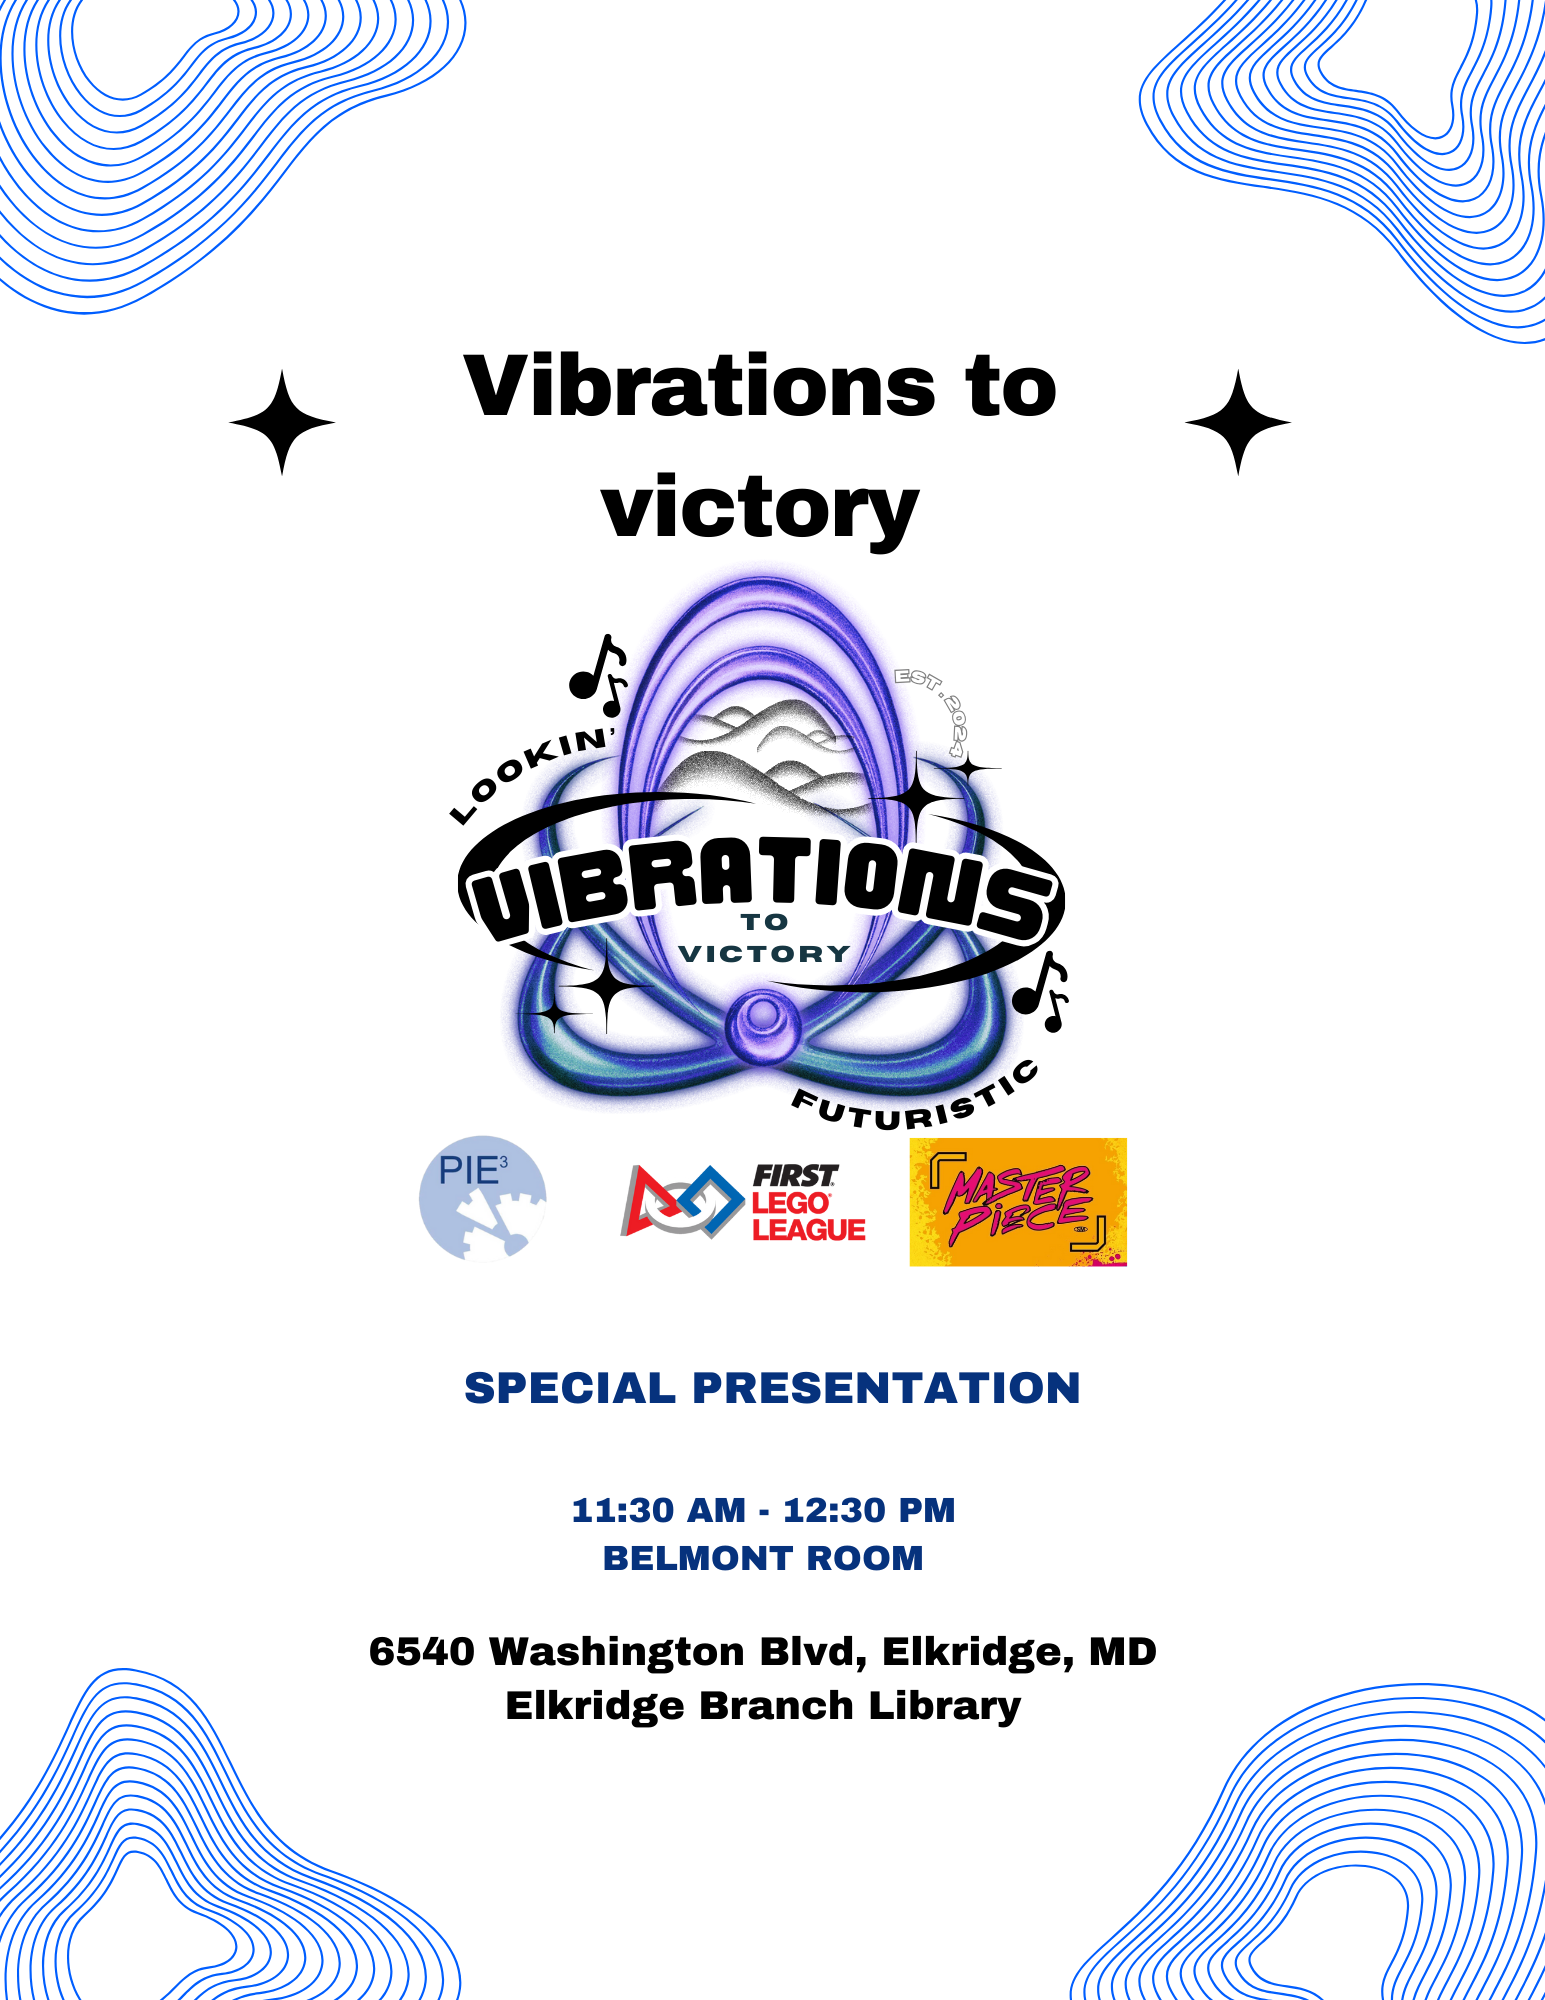 Vibrations to
victory
EST. 2024
LOOKIN'
VIBRATIONS
TO
VICTORY
FUTURISTIC
PIE³
FIRST
LEGO
LEAGUE
MASTER
PIECE
SPECIAL PRESENTATION
11:30 AM - 12:30 PM
BELMONT ROOM
6540 Washington Blvd, Elkridge, MD
Elkridge Branch Library